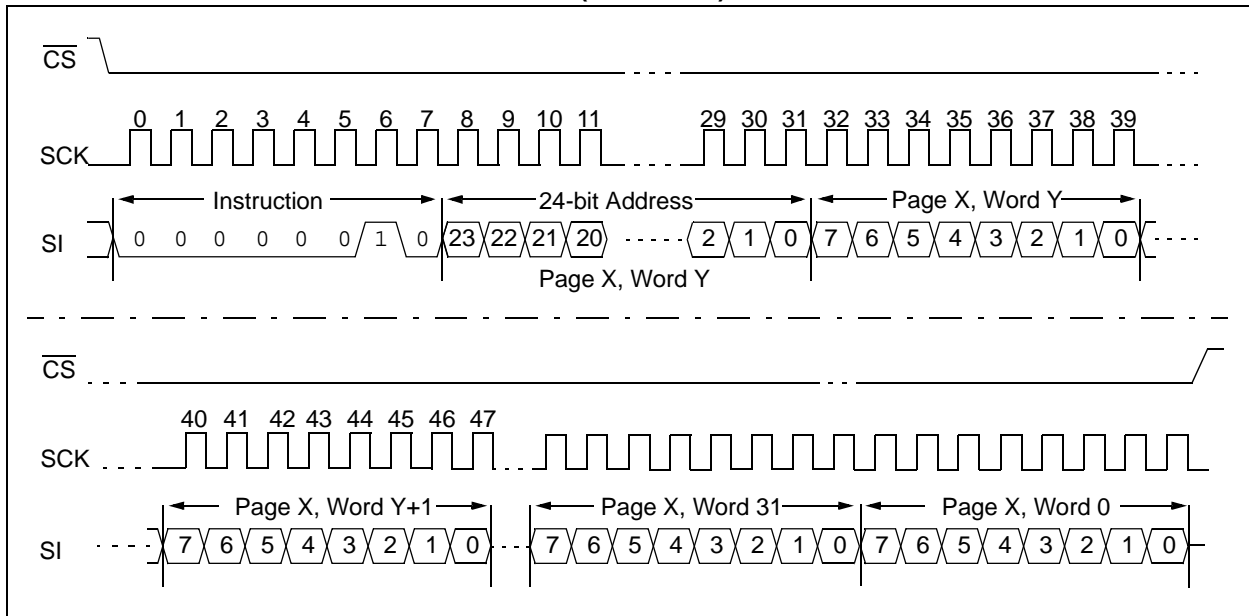 CS
0 1 2 3 4 5 6 7 8 9 10 11 29 30 31 32 33 34 35 36 37 38 39
SCK
Instruction 24-bit Address Page X, Word Y
SI 0 0 0 0 0 0 1 0 23 22 21 20 2 1 0 7 6 5 4 3 2 1 0
Page X, Word Y
CS
40 41 42 43 44 45 46 47
SCK
Page X, Word Y+1 Page X, Word 31 Page X, Word 0
SI 7 6 5 4 3 2 1 0 7 6 5 4 3 2 1 0 7 6 5 4 3 2 1 0